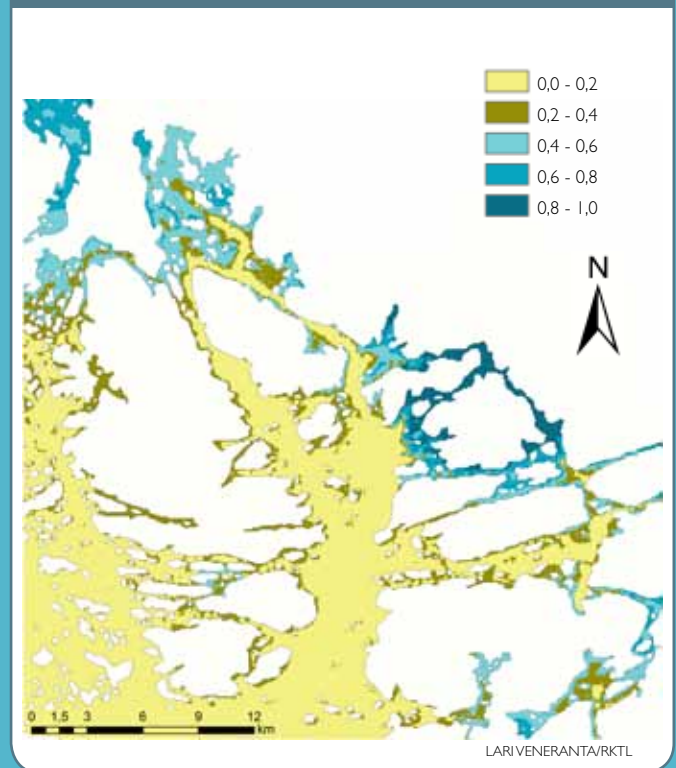 0,0 - 0,2
0,2 - 0,4
0,4 - 0,6
0,6 - 0,8
0,8 - 1,0
N
0 1,5 3 6 9 12
km
LARI VENERANTA/RKTL